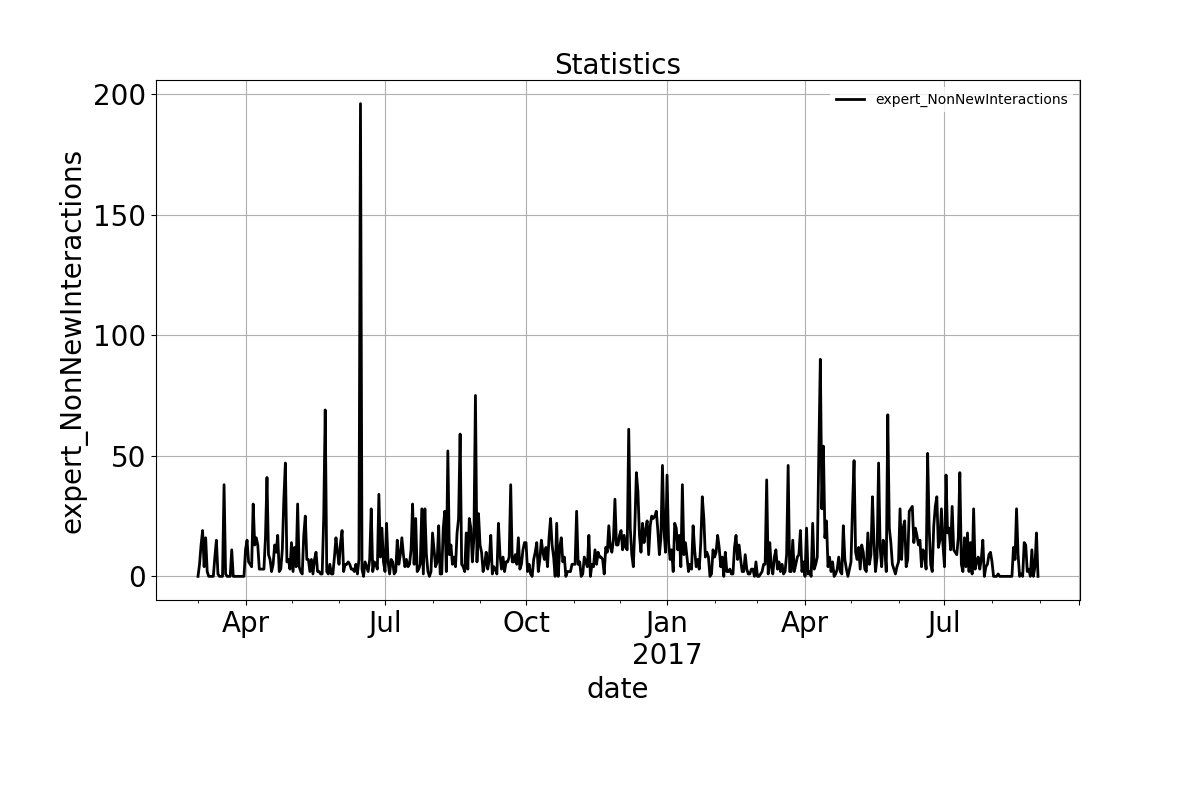 Statistics
expert_NonNewInteractions
expert_NonNewInteractions
200
150
100
50
0
Apr Jul Oct Jan Apr Jul
2017
date